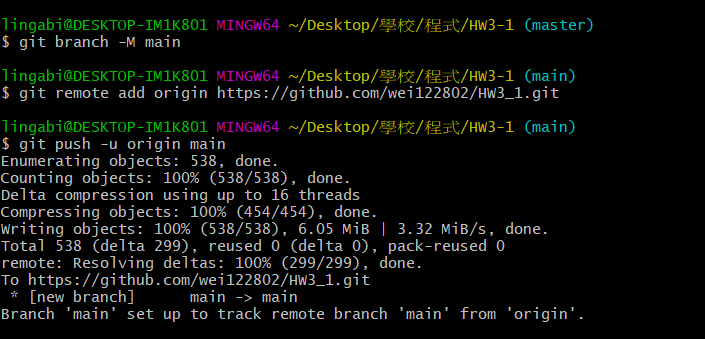 lingabi@DESKTOP-IM1K801 MINGW64 ~/Desktop/學校/程式/HW3-1 (master)
$ git branch -M main
lingabi@DESKTOP-IM1K801 MINGW64 ~/Desktop/學校/程式/HW3-1 (main)
$ git remote add origin https://github.com/wei122802/HW3_1.git
lingabi@DESKTOP-IM1K801 MINGW64 ~/Desktop/學校/程式/HW3-1 (main)
$ git push -u origin main
Enumerating objects: 538, done.
Counting objects: 100% (538/538), done.
Delta compression using up to 16 threads
Compressing objects: 100% (454/454), done.
Writing objects: 100% (538/538), 6.05 MiB | 3.32 MiB/s, done.
Total 538 (delta 299), reused 0 (delta 0), pack-reused 0
remote: Resolving deltas: 100% (299/299), done.
To https://github.com/wei122802/HW3_1.git
 * [new branch]      main -> main
Branch 'main' set up to track remote branch 'main' from 'origin'.